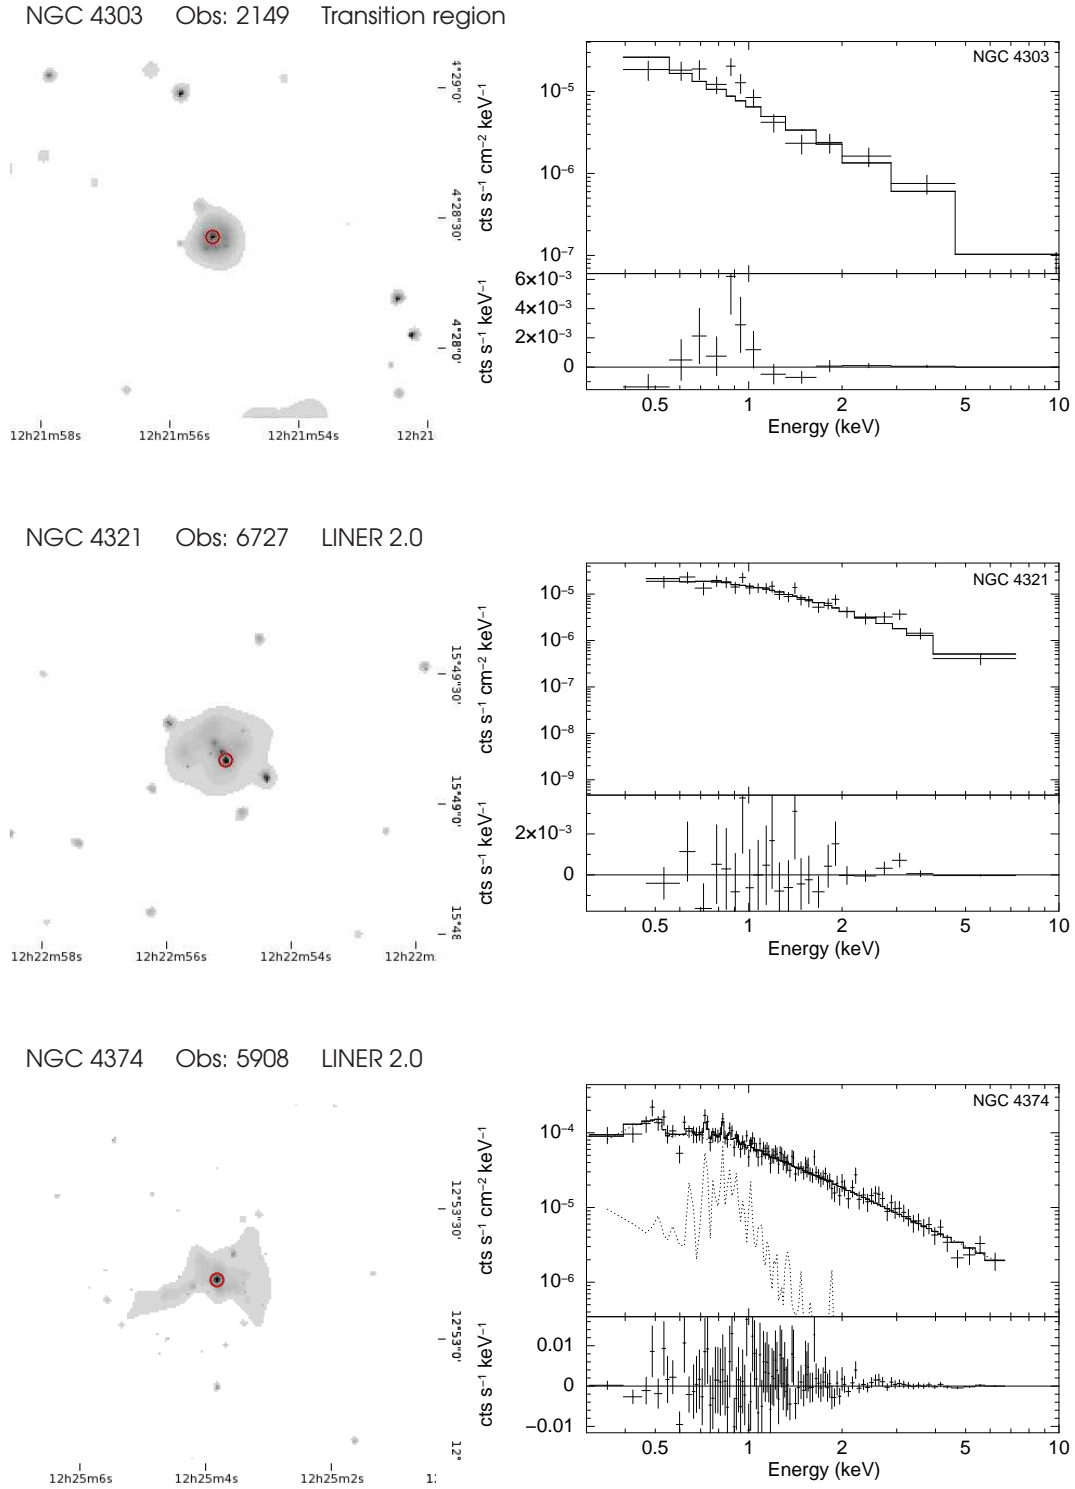 NGC 4303 Obs: 2149 Transition region
4°29'0'
4°28'30'
4°28'0'
12h21m58s 12h21m56s 12h21m54s 12h21
NGC 4303
cts s⁻¹ cm⁻² keV⁻¹
10⁻⁵
10⁻⁶
10⁻⁷
cts s⁻¹ keV⁻¹
6×10⁻³
4×10⁻³
2×10⁻³
0
0.5 1 2 5 10
Energy (keV)
NGC 4321 Obs: 6727 LINER 2.0
15°49'30'
15°49'0'
15°48
12h22m58s 12h22m56s 12h22m54s 12h22m
NGC 4321
cts s⁻¹ cm⁻² keV⁻¹
10⁻⁵
10⁻⁶
10⁻⁷
10⁻⁸
10⁻⁹
cts s⁻¹ keV⁻¹
2×10⁻³
0
0.5 1 2 5 10
Energy (keV)
NGC 4374 Obs: 5908 LINER 2.0
12°53'30'
12°53'0'
12°
12h25m6s 12h25m4s 12h25m2s 1
NGC 4374
cts s⁻¹ cm⁻² keV⁻¹
10⁻⁴
10⁻⁵
10⁻⁶
cts s⁻¹ keV⁻¹
0.01
0
−0.01
0.5 1 2 5 10
Energy (keV)